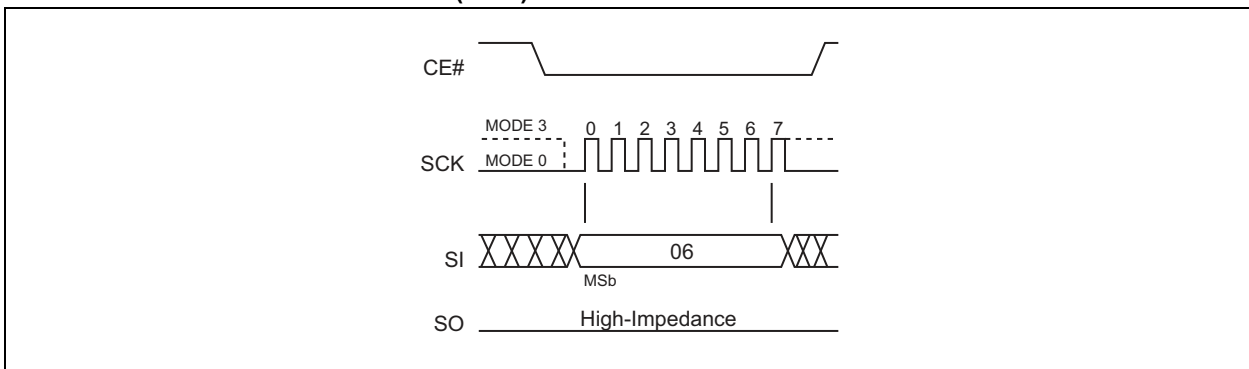 CE#
MODE 3
0 1 2 3 4 5 6 7
SCK
MODE 0
SI
06
MSb
SO
High-Impedance